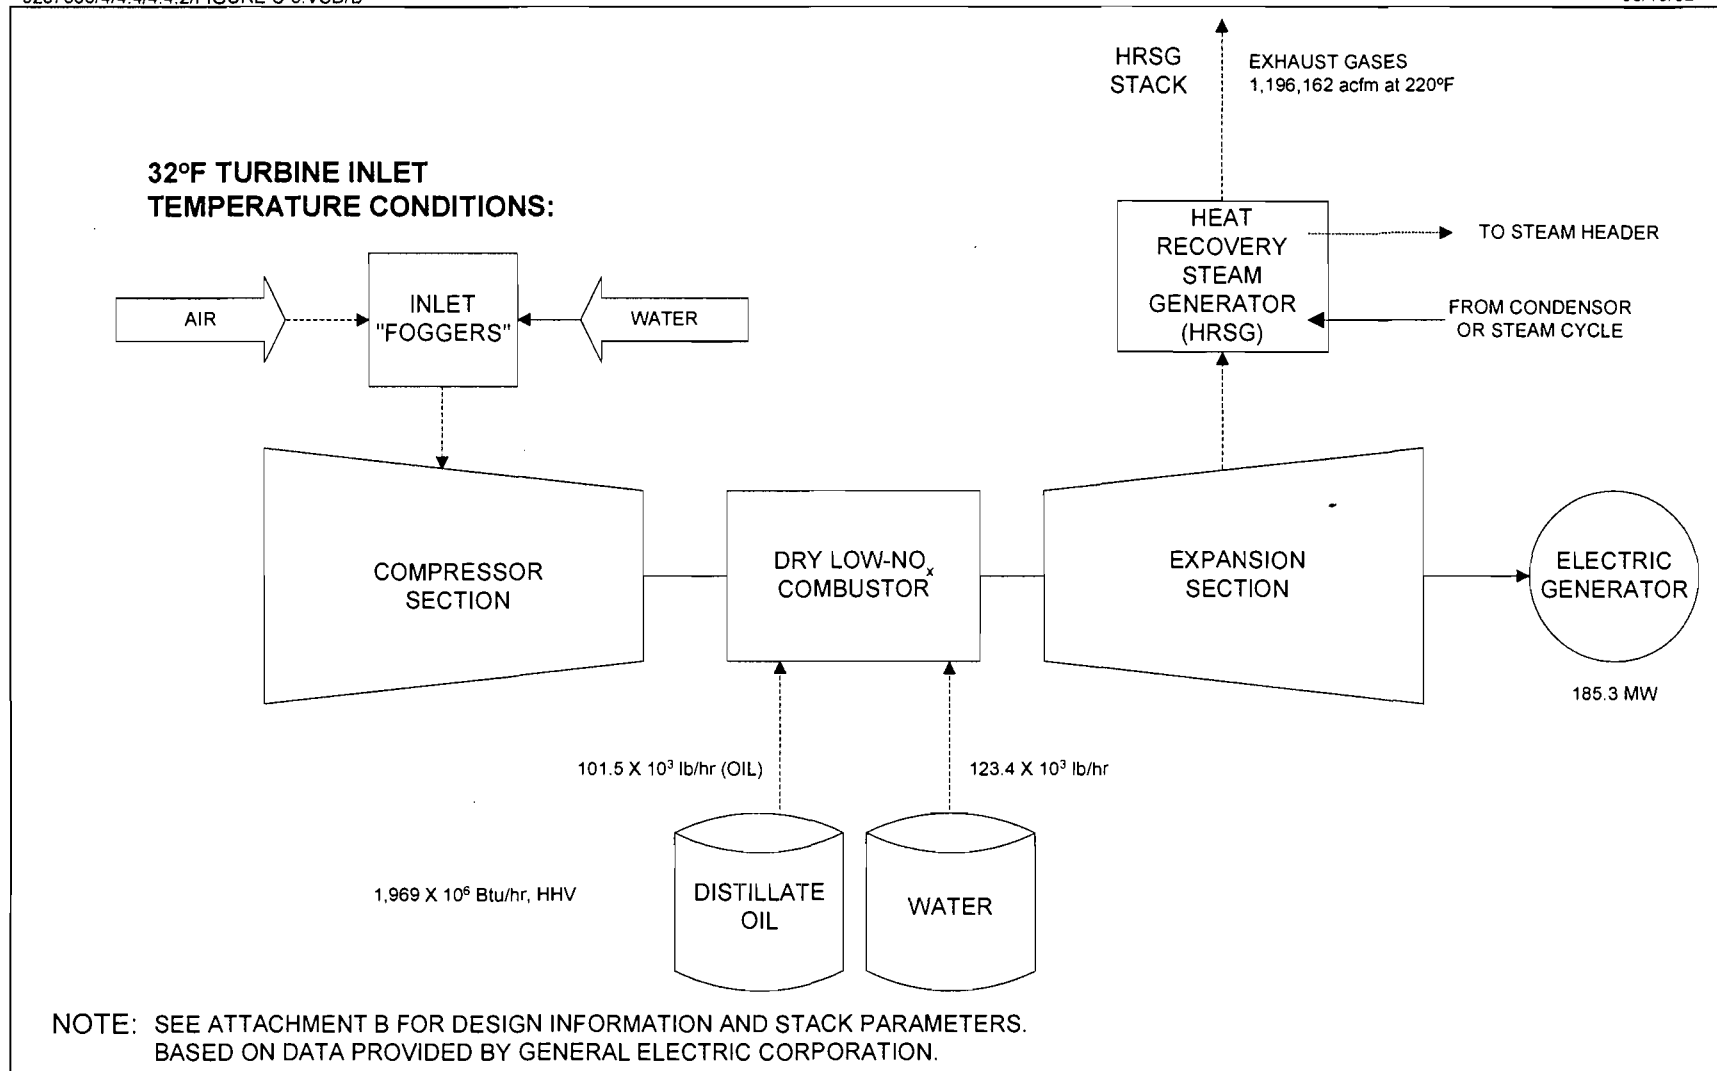 HRSG
STACK
EXHAUST GASES
1,196,162 acfm at 220ºF
32ºF TURBINE INLET
TEMPERATURE CONDITIONS:
HEAT
RECOVERY
STEAM
GENERATOR
(HRSG)
TO STEAM HEADER
FROM CONDENSOR
OR STEAM CYCLE
AIR
INLET
"FOGGERS"
WATER
COMPRESSOR
SECTION
DRY LOW-NOx
COMBUSTOR
EXPANSION
SECTION
ELECTRIC
GENERATOR
185.3 MW
101.5 X 10³ lb/hr (OIL)
123.4 X 10³ lb/hr
1,969 X 10⁶ Btu/hr, HHV
DISTILLATE
OIL
WATER
NOTE: SEE ATTACHMENT B FOR DESIGN INFORMATION AND STACK PARAMETERS.
BASED ON DATA PROVIDED BY GENERAL ELECTRIC CORPORATION.